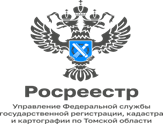 Росреестр
Управление Федеральной службы
государственной регистрации, кадастра
и картографии по Томской области